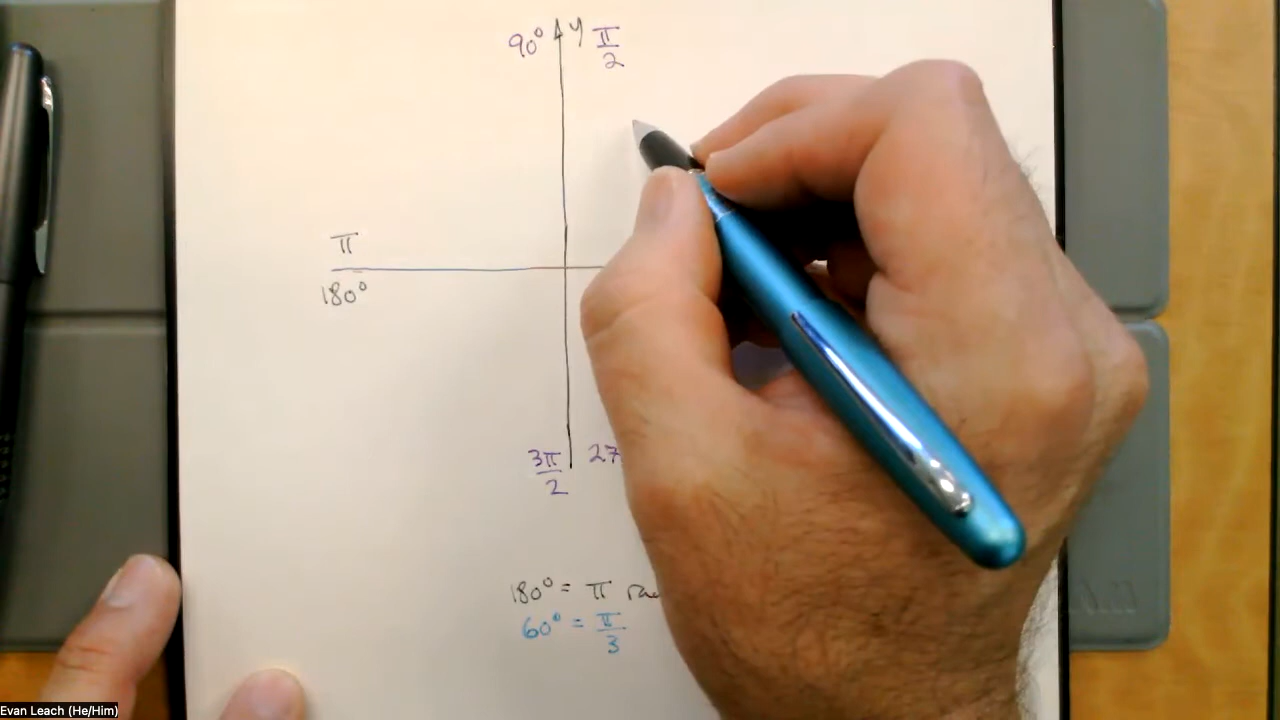 90° y π/2
π
180°
3π/2 27
180° = π
60° = π/3
Evan Leach (He/Him)